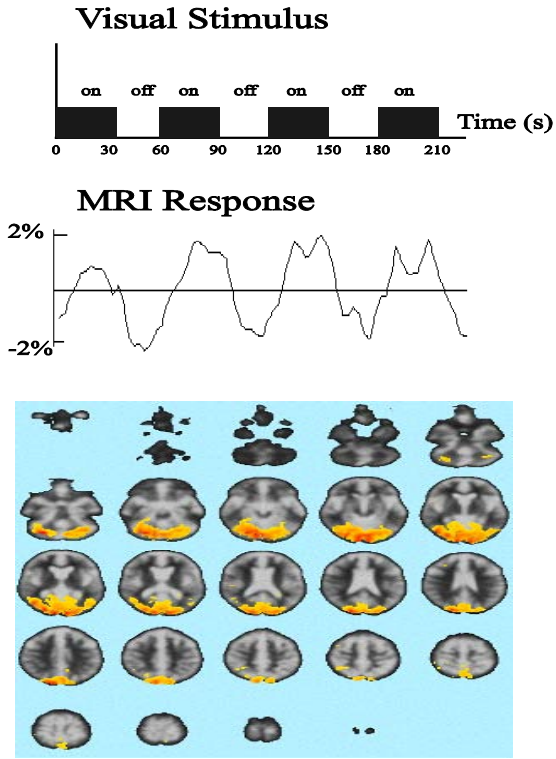 Visual Stimulus
on off on off on off on
Time (s)
0 30 60 90 120 150 180 210
MRI Response
2%
-2%